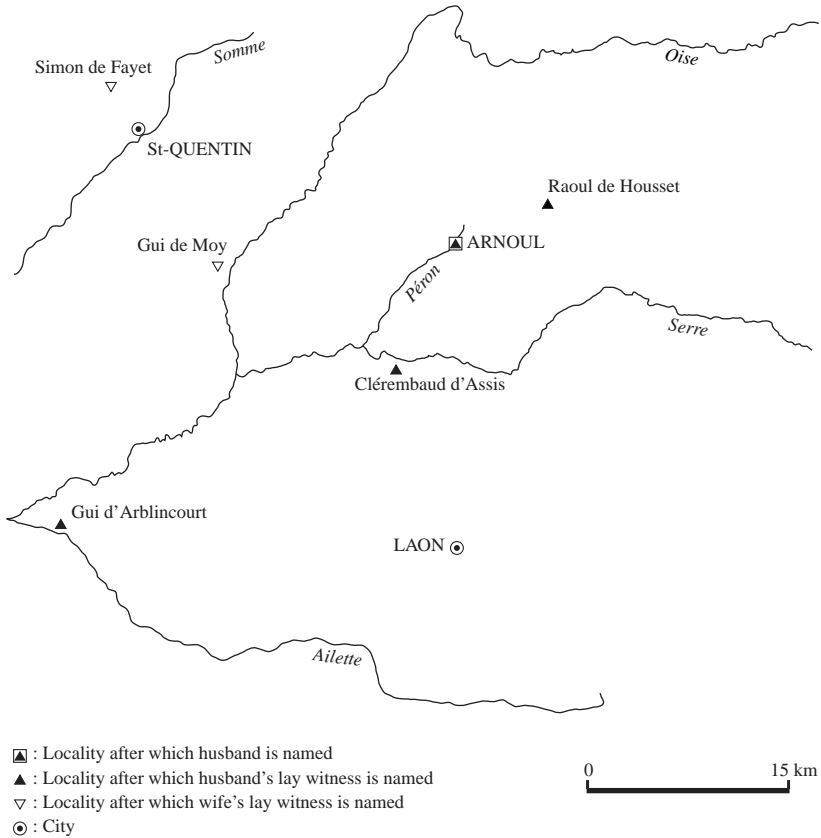 Somme
Oise
Simon de Fayet
St-QUENTIN
Raoul de Housset
Gui de Moy
ARNOUL
Péron
Serre
Clérembaud d'Assis
Gui d'Arblincourt
LAON
Ailette
: Locality after which husband is named
: Locality after which husband's lay witness is named
: Locality after which wife's lay witness is named
: City
0 15 km